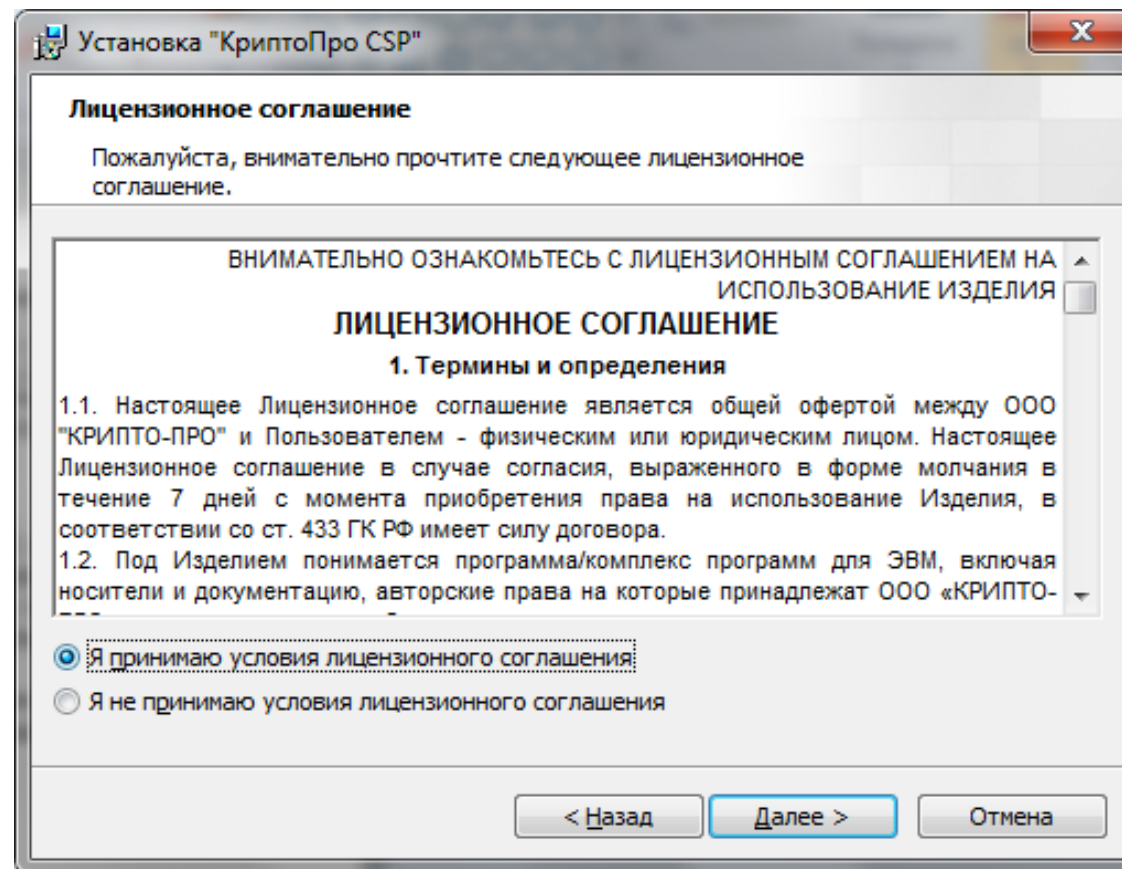 Установка "КриптоПро CSP"
Лицензионное соглашение
Пожалуйста, внимательно прочтите следующее лицензионное
соглашение.
ВНИМАТЕЛЬНО ОЗНАКОМЬТЕСЬ С ЛИЦЕНЗИОННЫМ СОГЛАШЕНИЕМ НА
ИСПОЛЬЗОВАНИЕ ИЗДЕЛИЯ
ЛИЦЕНЗИОННОЕ СОГЛАШЕНИЕ
1. Термины и определения
1.1. Настоящее Лицензионное соглашение является общей офертой между ООО
"КРИПТО-ПРО" и Пользователем - физическим или юридическим лицом. Настоящее
Лицензионное соглашение в случае согласия, выраженного в форме молчания в
течение 7 дней с момента приобретения права на использование Изделия, в
соответствии со ст. 433 ГК РФ имеет силу договора.
1.2. Под Изделием понимается программа/комплекс программ для ЭВМ, включая
носители и документацию, авторские права на которые принадлежат ООО «КРИПТО-
Я принимаю условия лицензионного соглашения
Я не принимаю условия лицензионного соглашения
< Назад
Далее >
Отмена